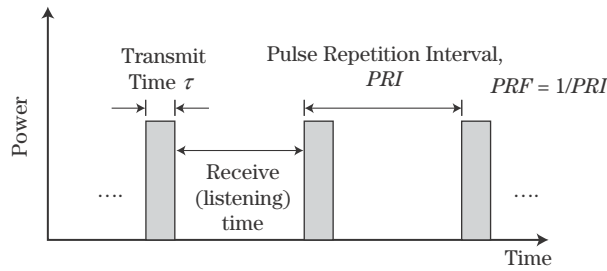 Transmit
Time τ
Pulse Repetition Interval,
PRI
PRF = 1/PRI
Power
....
Receive
(listening)
time
....
Time